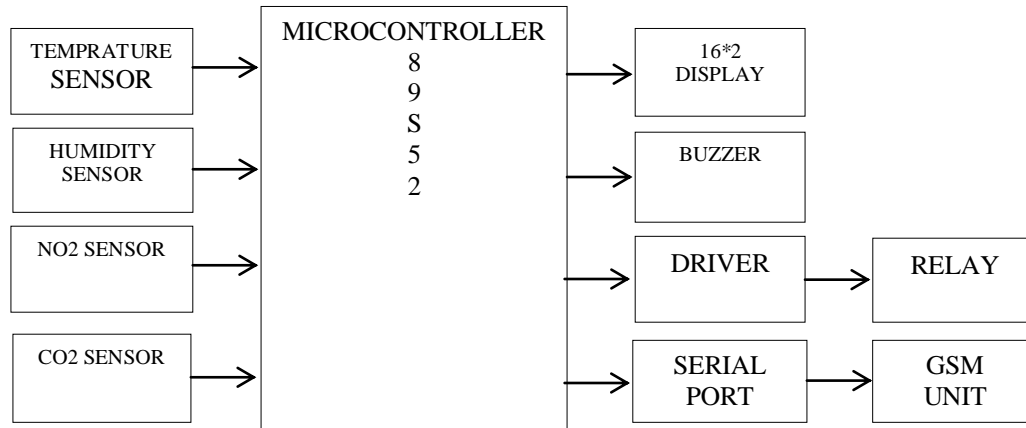 TEMPRATURE
SENSOR
HUMIDITY
SENSOR
NO2 SENSOR
CO2 SENSOR
MICROCONTROLLER
8
9
S
5
2
16*2
DISPLAY
BUZZER
DRIVER
RELAY
SERIAL
PORT
GSM
UNIT